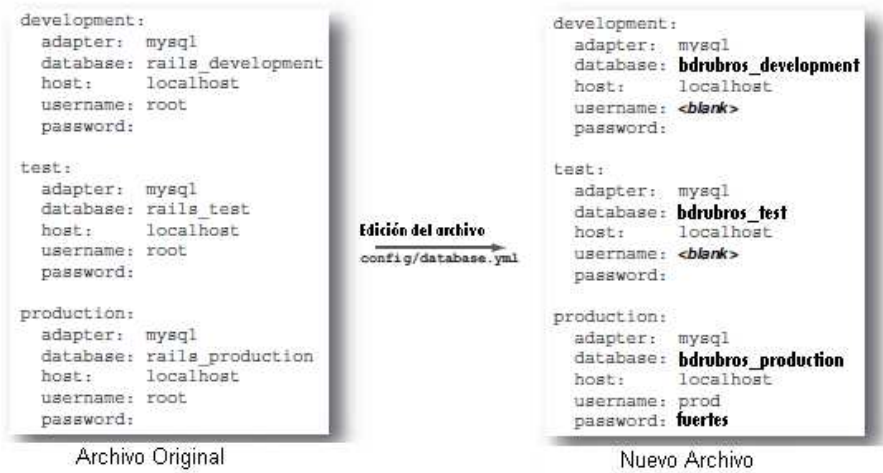 development:
adapter: mysql
database: rails_development
host: localhost
username: root
password:
test:
adapter: mysql
database: rails_test
host: localhost
username: root
password:
production:
adapter: mysql
database: rails_production
host: localhost
username: root
password:
Archivo Original
Edición del archivo
config/database.yml
development:
adapter: mysql
database: bdrubros_development
host: localhost
username: <blank>
password:
test:
adapter: mysql
database: bdrubros_test
host: localhost
username: <blank>
password:
production:
adapter: mysql
database: bdrubros_production
host: localhost
username: prod
password: fuertes
Nuevo Archivo